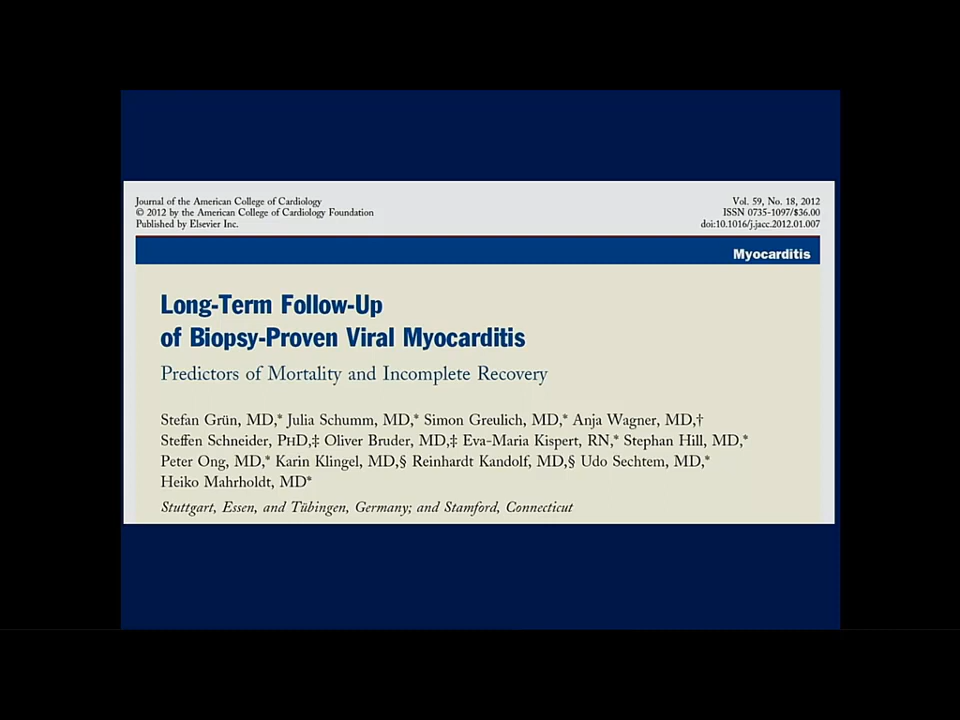 Journal of the American College of Cardiology
© 2012 by the American College of Cardiology Foundation
Published by Elsevier Inc.
Vol. 59, No. 18, 2012
ISSN 0735-1097/$36.00
doi:10.1016/j.jacc.2012.01.007
Myocarditis
Long-Term Follow-Up
of Biopsy-Proven Viral Myocarditis
Predictors of Mortality and Incomplete Recovery
Stefan Grün, MD,* Julia Schumm, MD,* Simon Greulich, MD,* Anja Wagner, MD,†
Steffen Schneider, PhD,‡ Oliver Bruder, MD,‡ Eva-Maria Kispert, RN,* Stephan Hill, MD,*
Peter Ong, MD,* Karin Klingel, MD,§ Reinhardt Kandolf, MD,§ Udo Sechtem, MD,*
Heiko Mahrholdt, MD*
Stuttgart, Essen, and Tübingen, Germany; and Stamford, Connecticut